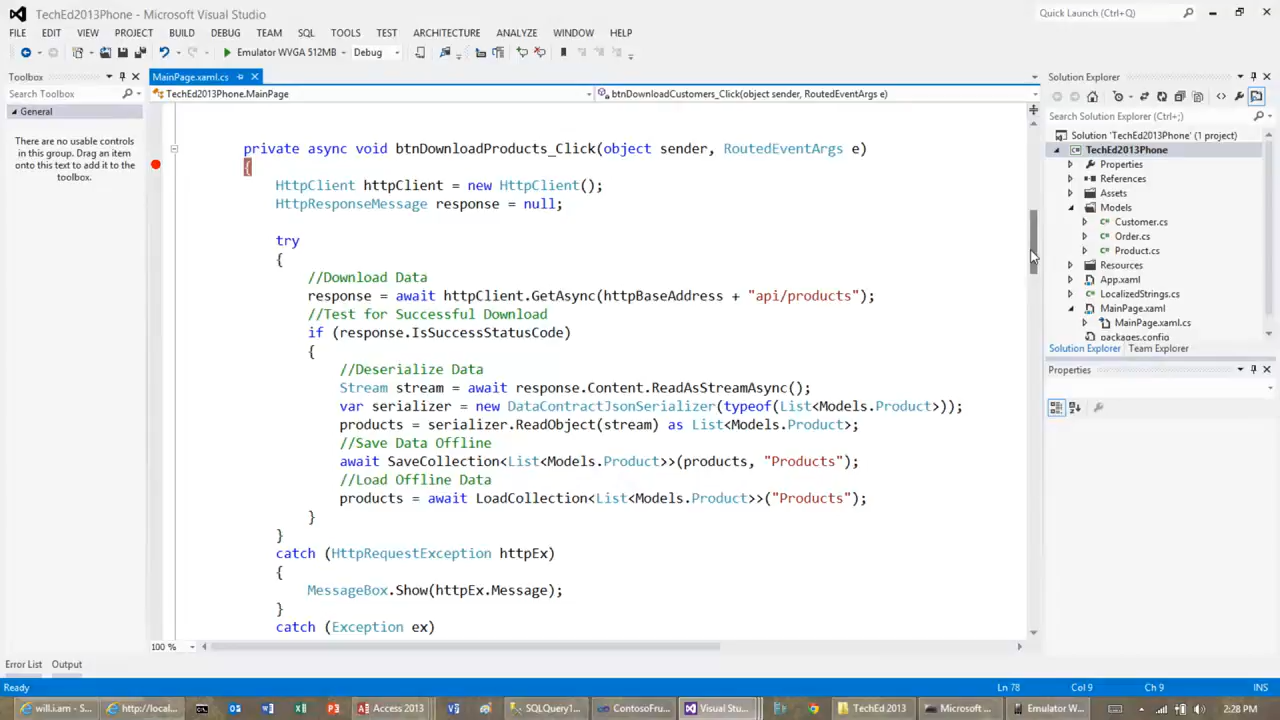 TechEd2013Phone - Microsoft Visual Studio
Quick Launch (Ctrl+Q)
FILE EDIT VIEW PROJECT BUILD DEBUG TEAM SQL TOOLS TEST ARCHITECTURE ANALYZE WINDOW HELP
Emulator WVGA 512MB Debug
Toolbox
MainPage.xaml.cs
Solution Explorer
Search Toolbox
TechEd2013Phone.MainPage
btnDownloadCustomers_Click(object sender, RoutedEventArgs e)
General
There are no usable controls
in this group. Drag an item
onto this text to add it to the
toolbox.
private async void btnDownloadProducts_Click(object sender, RoutedEventArgs e)
{
HttpClient httpClient = new HttpClient();
HttpResponseMessage response = null;
try
{
//Download Data
response = await httpClient.GetAsync(httpBaseAddress + "api/products");
//Test for Successful Download
if (response.IsSuccessStatusCode)
{
//Deserialize Data
Stream stream = await response.Content.ReadAsStreamAsync();
var serializer = new DataContractJsonSerializer(typeof(List<Models.Product>));
products = serializer.ReadObject(stream) as List<Models.Product>;
//Save Data Offline
await SaveCollection<List<Models.Product>>(products, "Products");
//Load Offline Data
products = await LoadCollection<List<Models.Product>>("Products");
}
}
catch (HttpRequestException httpEx)
{
MessageBox.Show(httpEx.Message);
}
catch (Exception ex)
100 %
Search Solution Explorer (Ctrl+;)
Solution 'TechEd2013Phone' (1 project)
TechEd2013Phone
Properties
References
Assets
Models
Customer.cs
Order.cs
Product.cs
Resources
App.xaml
LocalizedStrings.cs
MainPage.xaml
MainPage.xaml.cs
packages.config
Solution Explorer Team Explorer
Properties
Error List Output
Ready Ln 78 Col 9 Ch 9 INS
will.i.am - S... http://local... Access 2013 SQLQuery1... ContosoFru... Visual Stu... TechEd 2013 Microsoft ... Emulator W... 2:28 PM